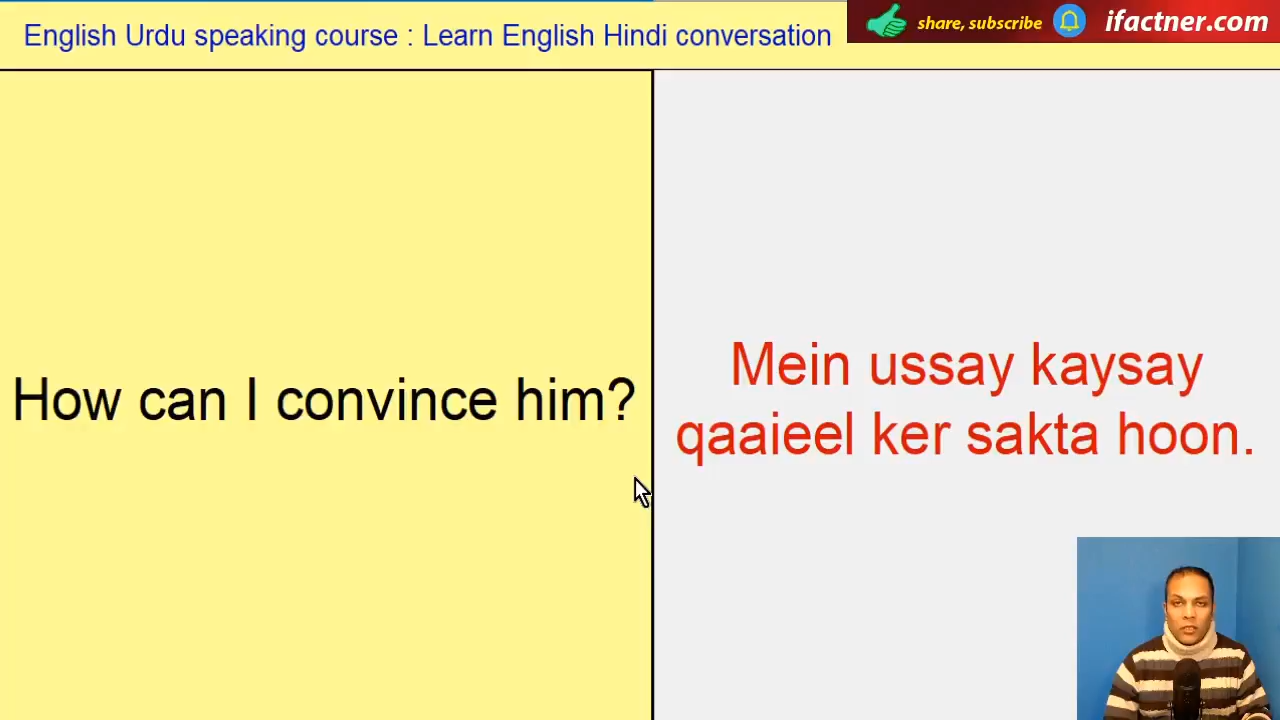 English Urdu speaking course : Learn English Hindi conversation
share, subscribe
ifactner.com
How can I convince him?
Mein ussay kaysay
qaaieel ker sakta hoon.